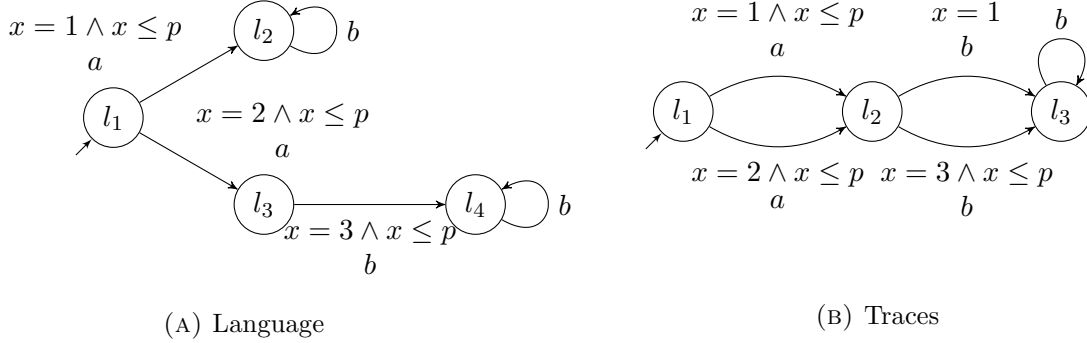 x = 1 ∧ x ≤ p
a
l₂
b
l₁
x = 2 ∧ x ≤ p
a
l₃
l₄
b
x = 3 ∧ x ≤ p
b
(A) Language
x = 1 ∧ x ≤ p
a
x = 1
b
b
l₁
l₂
l₃
x = 2 ∧ x ≤ p
a
x = 3 ∧ x ≤ p
b
(B) Traces